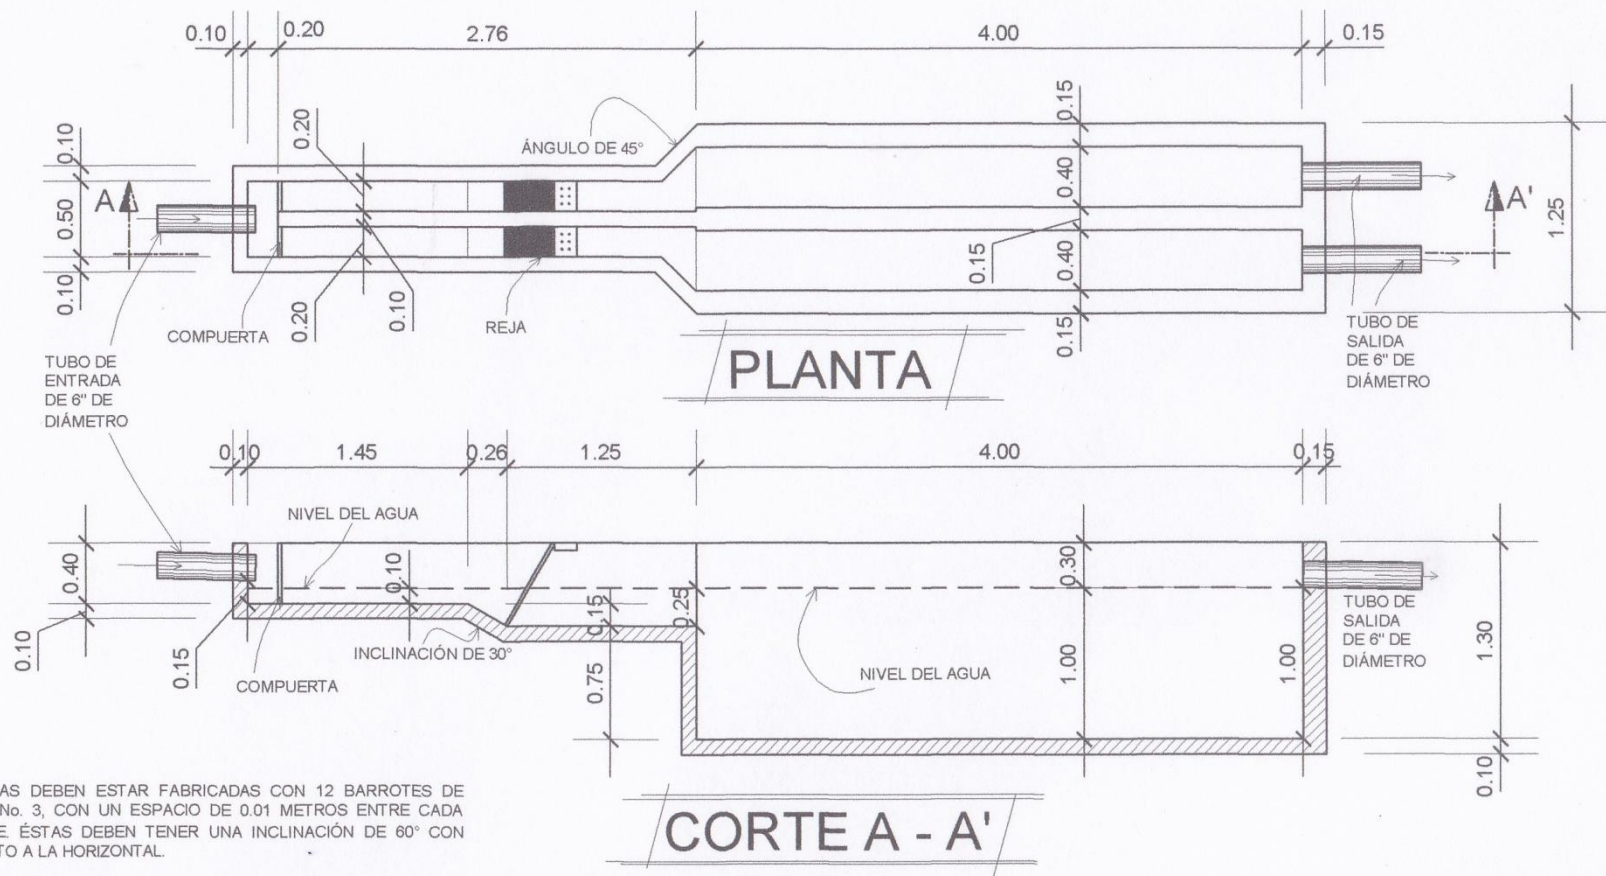 0.10
0.20
2.76
4.00
0.15
0.10
0.50
0.10
A
0.20
0.20
0.10
ÁNGULO DE 45°
0.15
0.40
0.15
0.40
0.15
A'
1.25
COMPUERTA
REJA
TUBO DE
ENTRADA
DE 6" DE
DIÁMETRO
TUBO DE
SALIDA
DE 6" DE
DIÁMETRO
PLANTA
0.10
1.45
0.26
1.25
4.00
0.15
NIVEL DEL AGUA
0.40
0.10
0.15
0.10
0.15
0.25
0.75
0.30
1.00
1.00
1.30
0.10
INCLINACIÓN DE 30°
COMPUERTA
NIVEL DEL AGUA
TUBO DE
SALIDA
DE 6" DE
DIÁMETRO
AS DEBEN ESTAR FABRICADAS CON 12 BARROTES DE
No. 3, CON UN ESPACIO DE 0.01 METROS ENTRE CADA
E. ÉSTAS DEBEN TENER UNA INCLINACIÓN DE 60° CON
TO A LA HORIZONTAL.
CORTE A - A'